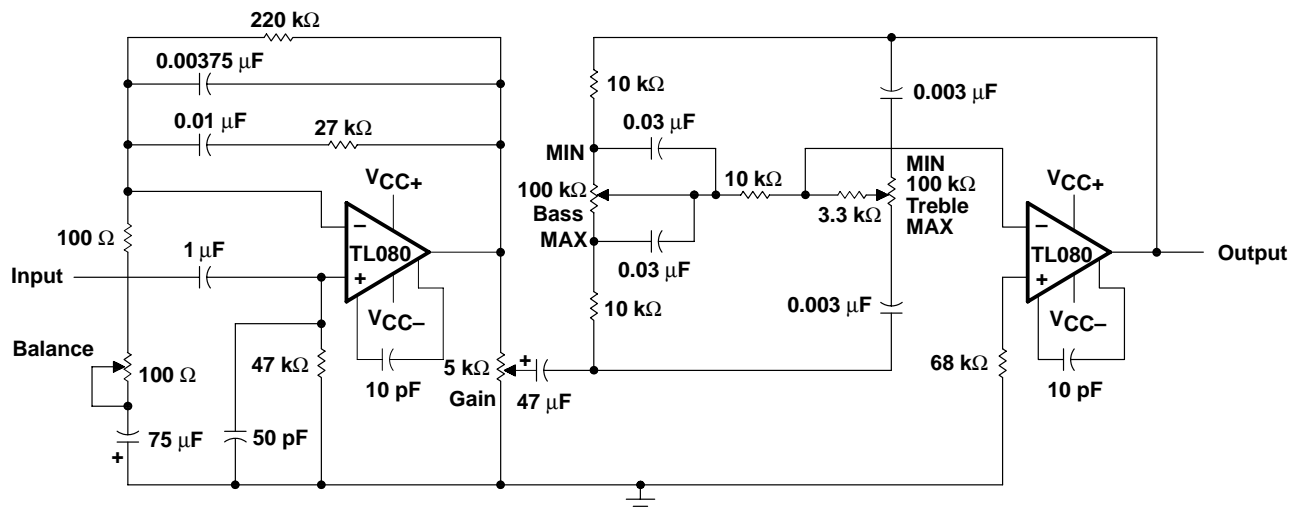 220 kΩ
0.00375 μF
0.01 μF
27 kΩ
100 Ω
1 μF
Input
Balance
100 Ω
75 μF
+
50 pF
47 kΩ
VCC+
−
TL080
+
VCC−
10 pF
5 kΩ
Gain
+
47 μF
10 kΩ
0.03 μF
MIN
100 kΩ
Bass
MAX
0.03 μF
10 kΩ
10 kΩ
0.003 μF
3.3 kΩ
MIN
100 kΩ
Treble
MAX
0.003 μF
VCC+
−
TL080
+
VCC−
68 kΩ
10 pF
Output